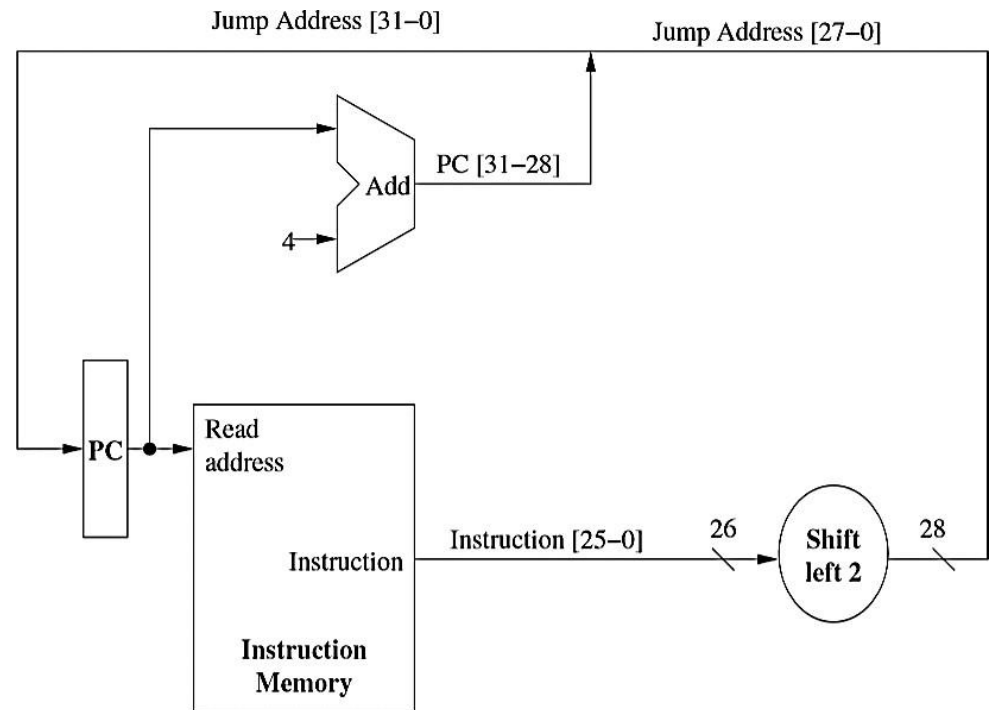 Jump Address [31–0]
Jump Address [27–0]
PC [31–28]
Add
4
PC
Read
address
Instruction [25–0]
26
28
Shift
left 2
Instruction
Instruction
Memory